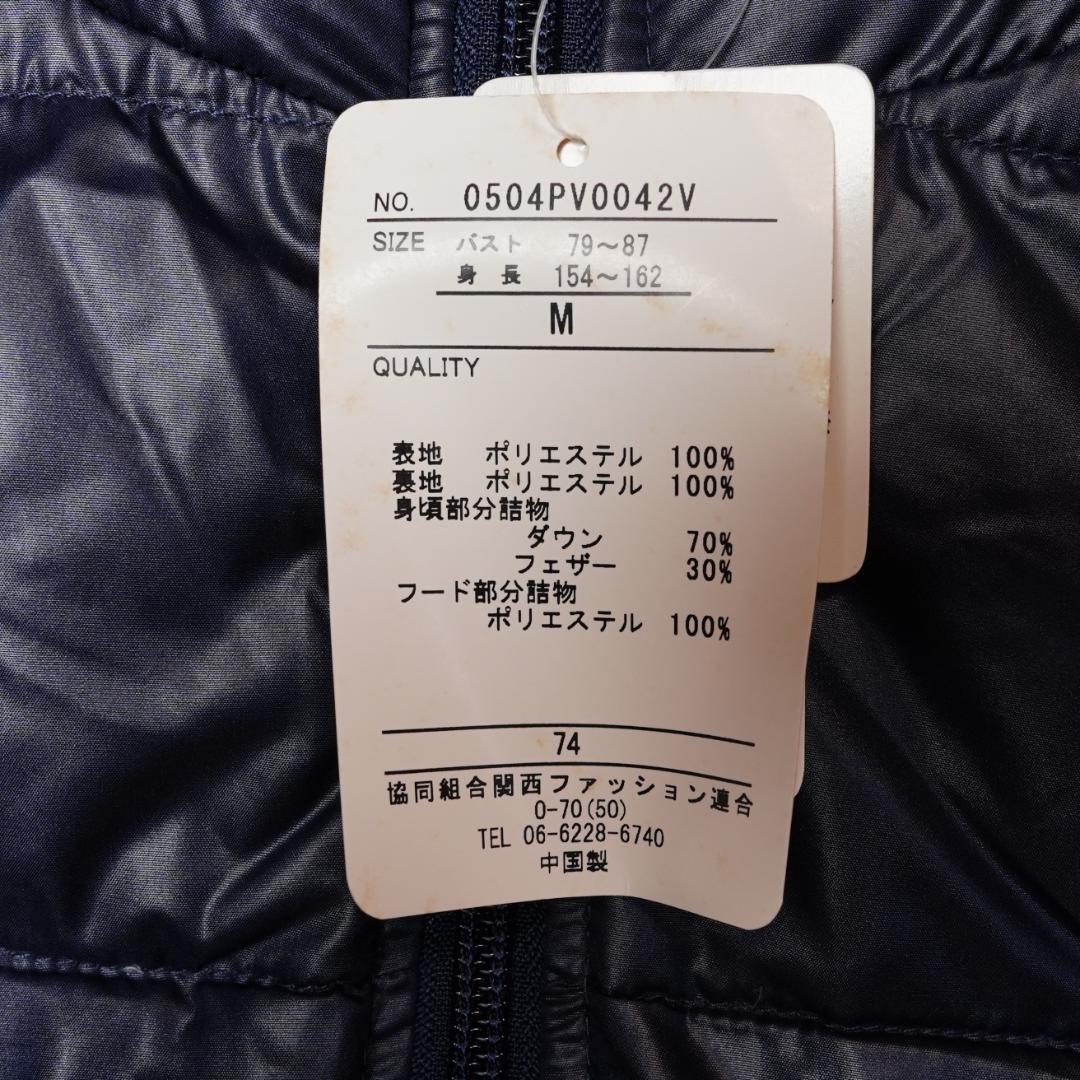 NO. 0504PV0042V
SIZE バスト 79～87
身長 154～162
M
QUALITY
表地 ポリエステル 100%
裏地 ポリエステル 100%
身頃部分詰物
ダウン 70%
フェザー 30%
フード部分詰物
ポリエステル 100%
74
協同組合関西ファッション連合
0-70(50)
TEL 06-6228-6740
中国製